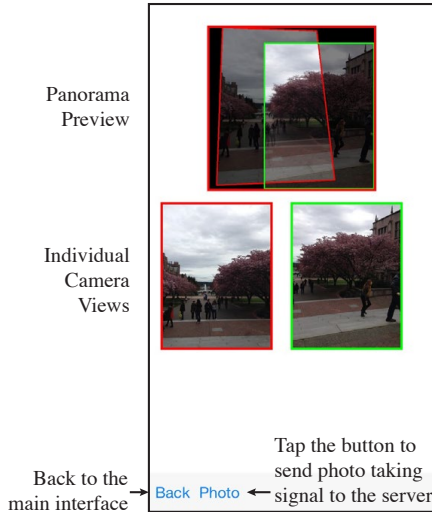 Panorama
Preview
Individual
Camera
Views
Tap the button to
send photo taking
signal to the server
Back to the
main interface
Back Photo